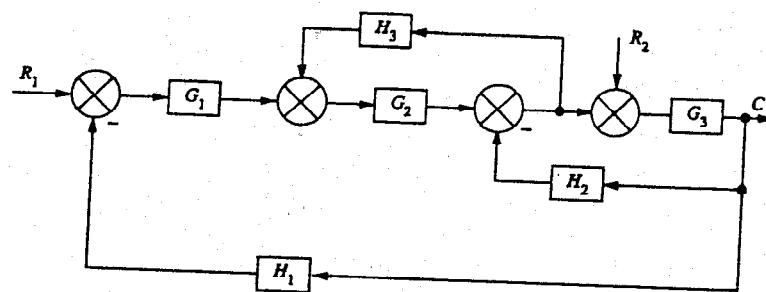 H₃
R₂
R₁
G₁
G₂
G₃
C
−
−
−
H₂
H₁